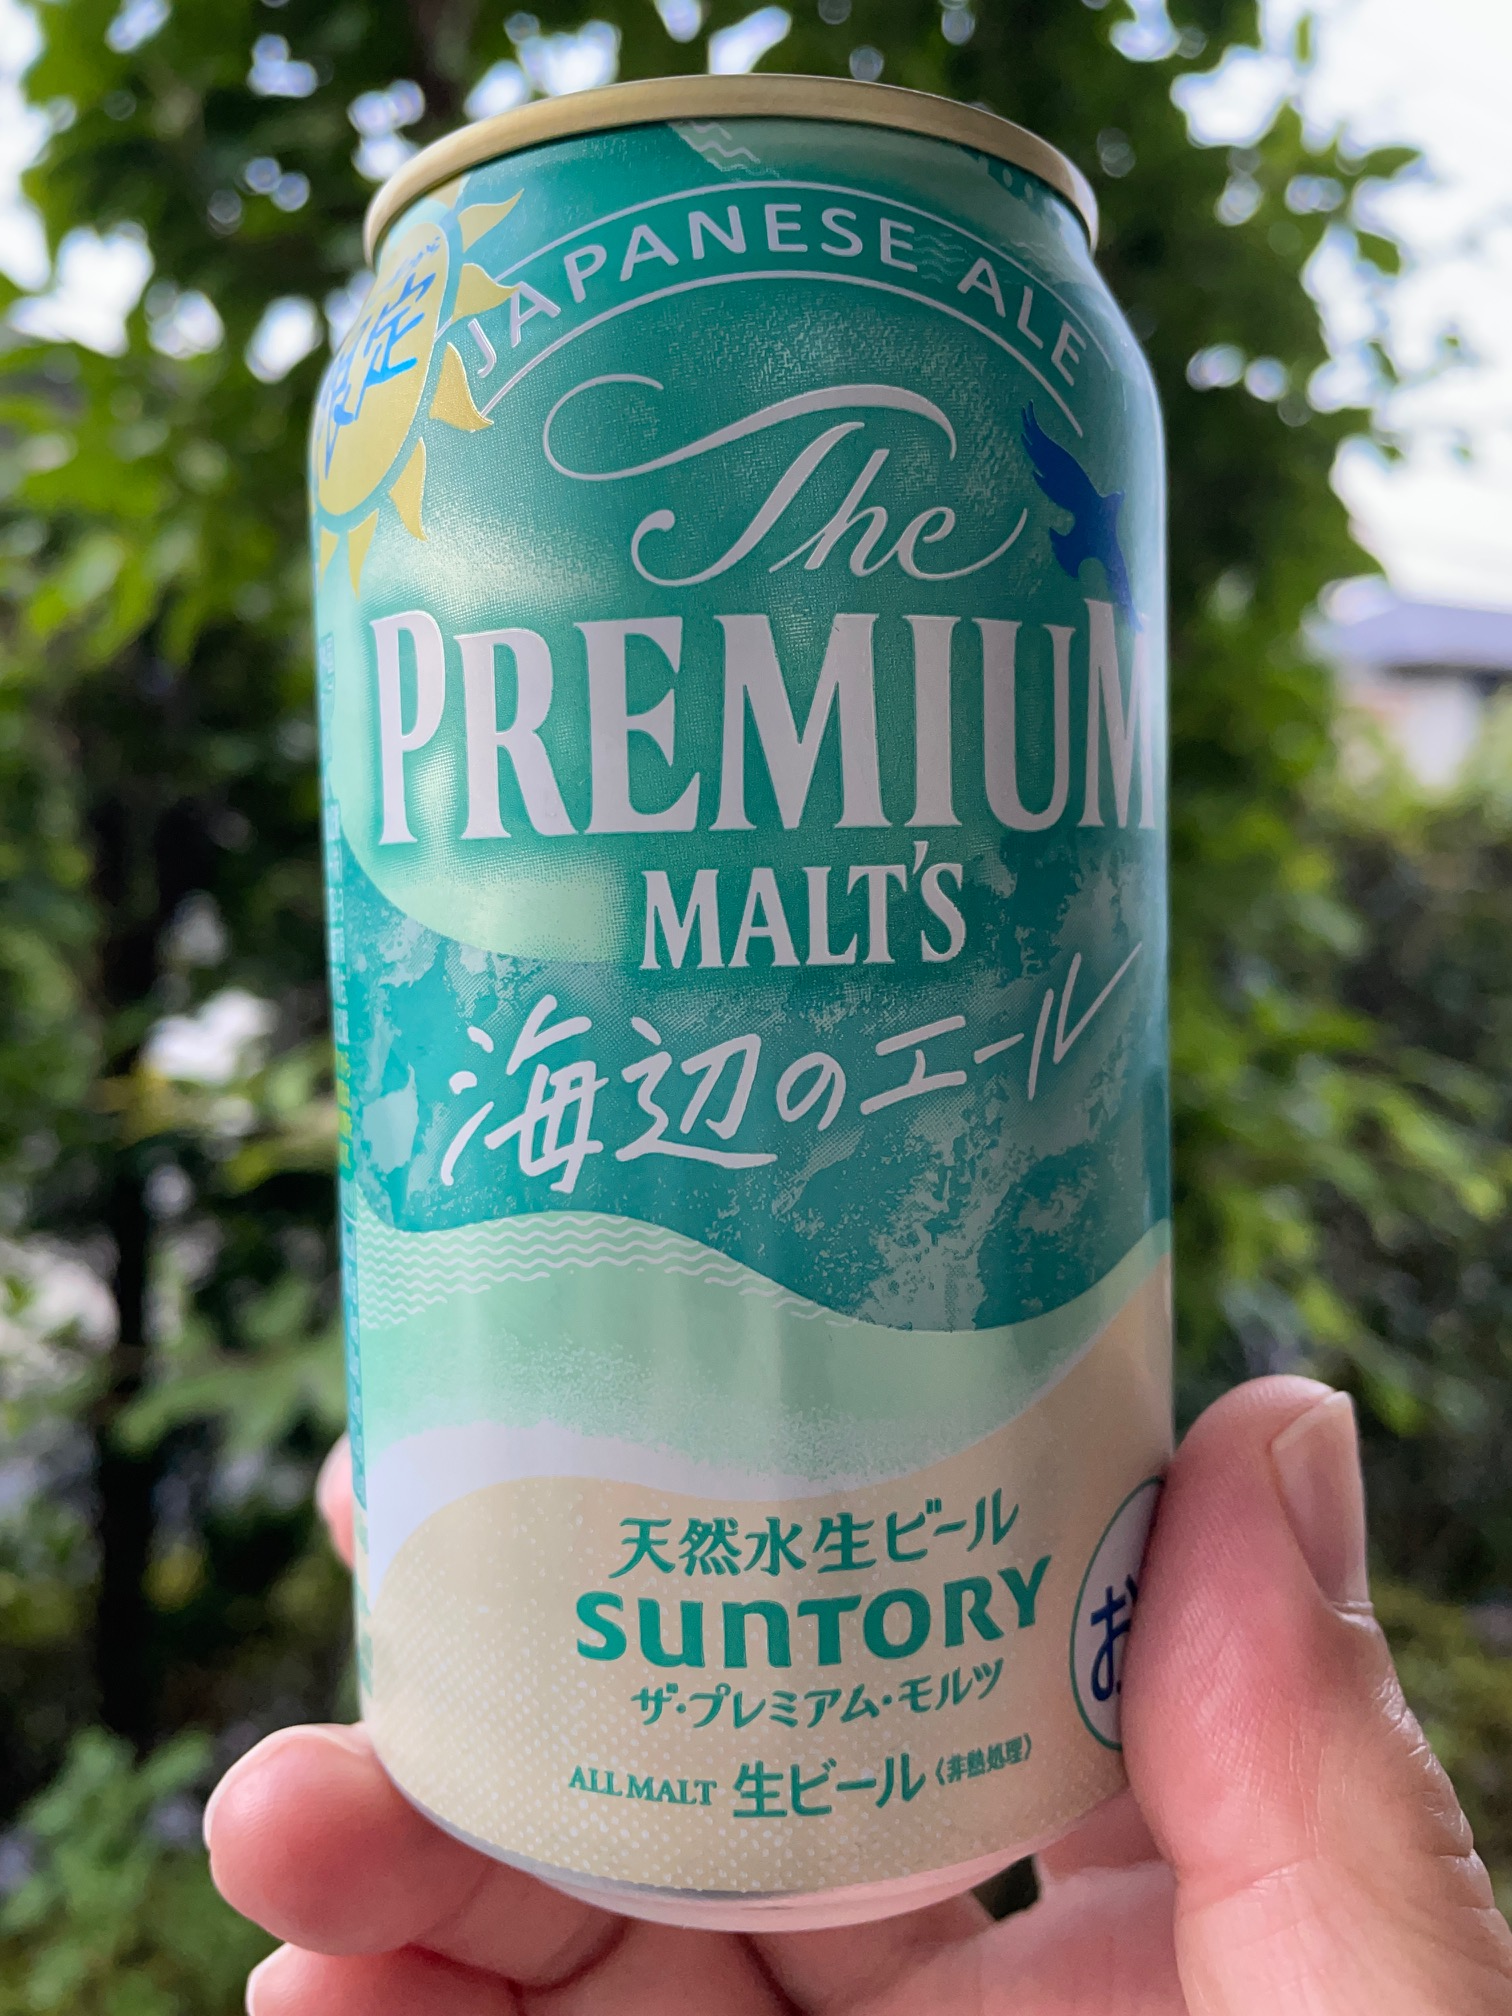 限定
JAPANESE ALE
The
PREMIUM
MALT'S
海辺のエール
天然水生ビール
SUNTORY
ザ・プレミアム・モルツ
ALL MALT 生ビール〈非熱処理〉
お